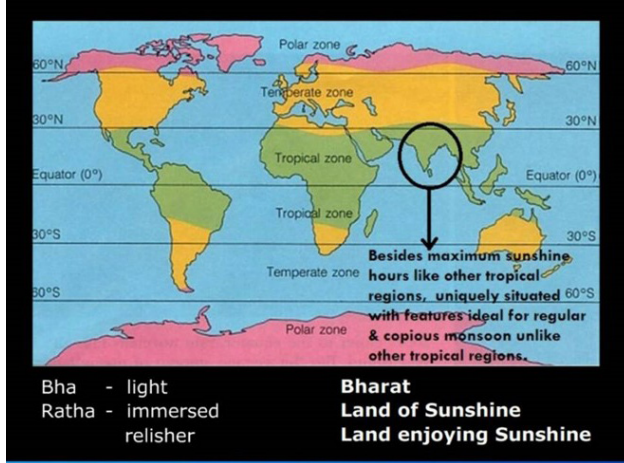 Polar zone
60°N
60°N
Temperate zone
30°N
30°N
Tropical zone
Equator (0°)
Equator (0°)
Tropical zone
30°S
30°S
Besides maximum sunshine
Temperate zone
hours like other tropical
regions, uniquely situated
60°S
60°S
with features ideal for regular
Polar zone
& copious monsoon unlike
other tropical regions.
Bha - light
Ratha - immersed
relisher
Bharat
Land of Sunshine
Land enjoying Sunshine